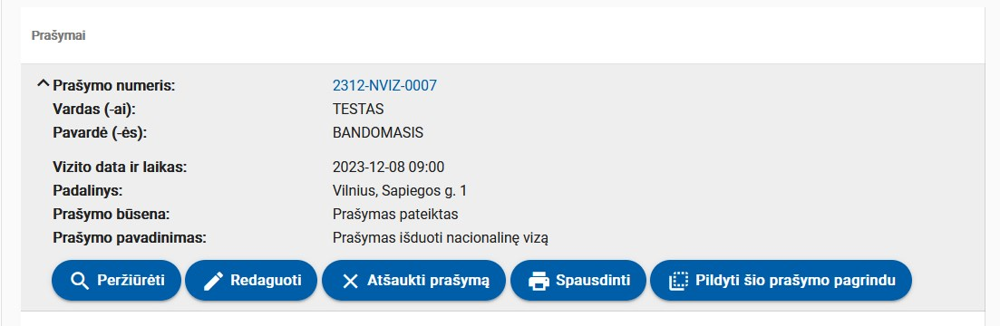 Prašymai
Prašymo numeris: 2312-NVIZ-0007
Vardas (-ai): TESTAS
Pavardė (-ės): BANDOMASIS
Vizito data ir laikas: 2023-12-08 09:00
Padalinys: Vilnius, Sapiegos g. 1
Prašymo būsena: Prašymas pateiktas
Prašymo pavadinimas: Prašymas išduoti nacionalinę vizą
Peržiūrėti Redaguoti Atšaukti prašymą Spausdinti Pildyti šio prašymo pagrindu